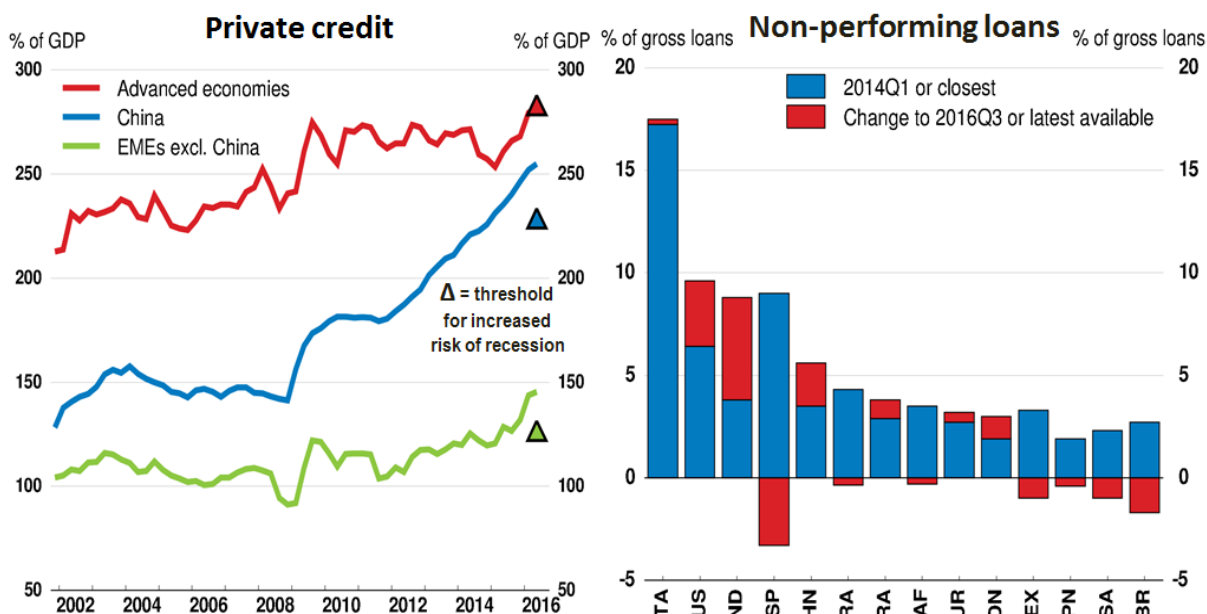 Private credit
% of GDP
% of GDP
300
300
Advanced economies
China
EMEs excl. China
250
250
200
200
Δ = threshold
for increased
risk of recession
150
150
100
100
50
50
2002 2004 2006 2008 2010 2012 2014 2016
Non-performing loans
% of gross loans
% of gross loans
20
20
2014Q1 or closest
Change to 2016Q3 or latest available
15
15
10
10
5
5
0
0
-5
-5